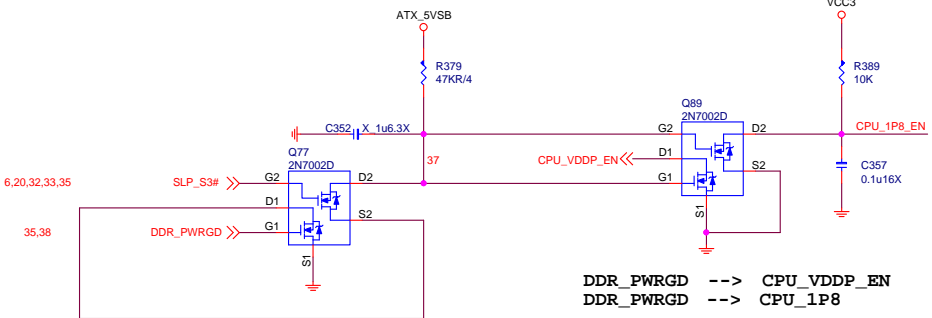 ATX_5VSB
VCC3
R379
47KR/4
R389
10K
C352
X_1u6.3X
Q89
2N7002D
G2
D2
CPU_1P8_EN
Q77
2N7002D
37
CPU_VDDP_EN
D1
S2
G1
C357
0.1u16X
6,20,32,33,35
SLP_S3#
G2
D2
D1
S2
35,38
DDR_PWRGD
G1
S1
S1
DDR_PWRGD --> CPU_VDDP_EN
DDR_PWRGD --> CPU_1P8